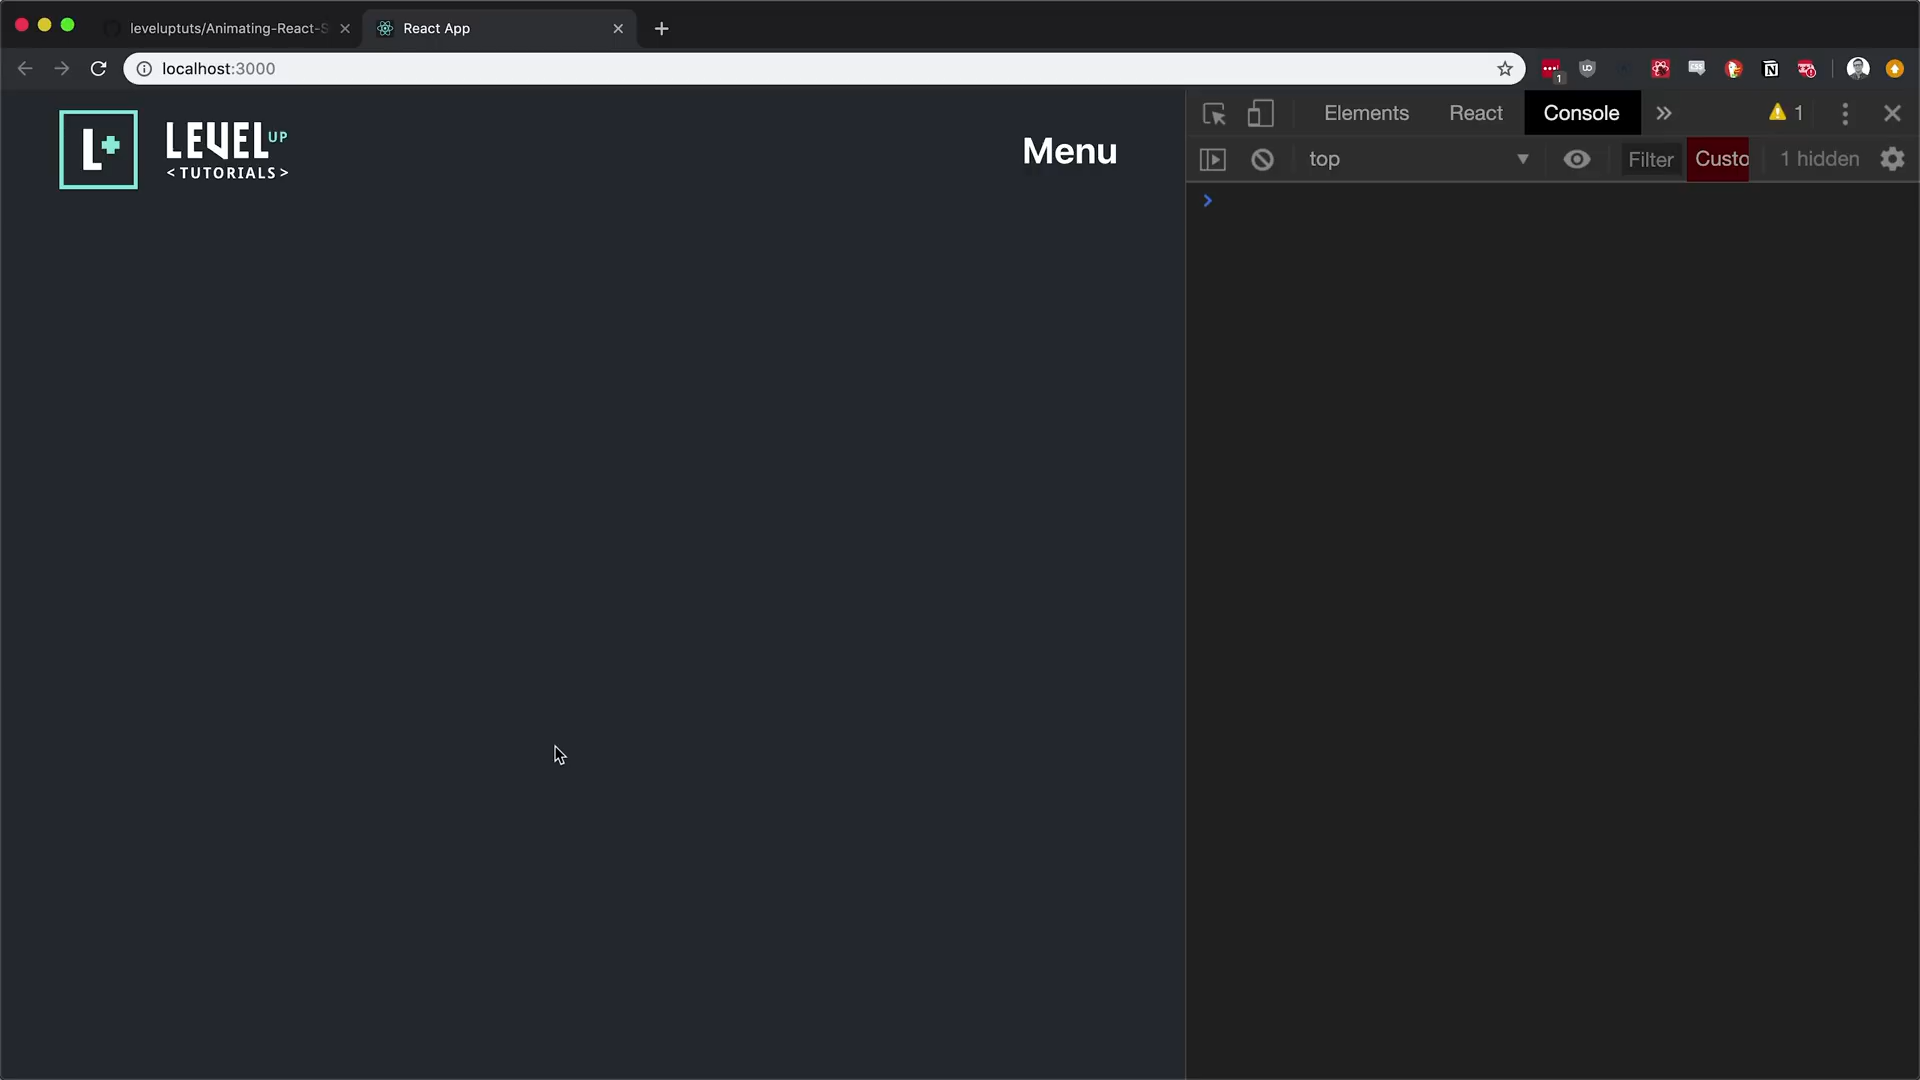 leveluptuts/Animating-React-S
React App
localhost:3000
1
L+
LEVEL UP
<TUTORIALS>
Menu
Elements
React
Console
1
top
Filter
Custo
1 hidden